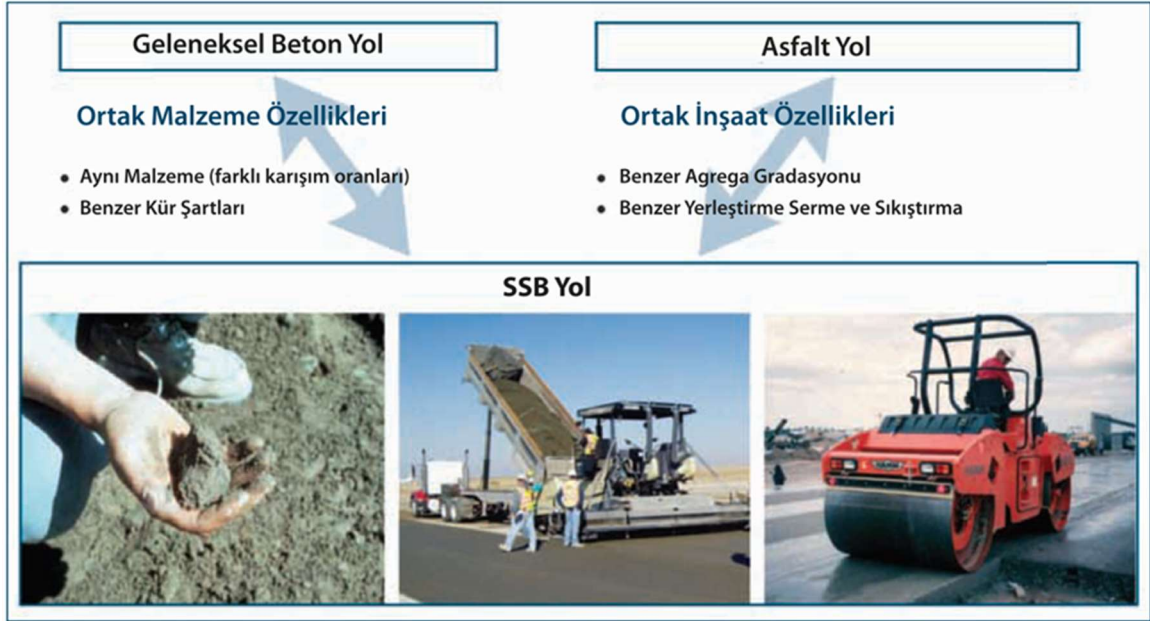 Geleneksel Beton Yol
Asfalt Yol
Ortak Malzeme Özellikleri
• Aynı Malzeme (farklı karışım oranları)
• Benzer Kür Şartları
Ortak İnşaat Özellikleri
• Benzer Agrega Gradasyonu
• Benzer Yerleştirme Serme ve Sıkıştırma
SSB Yol